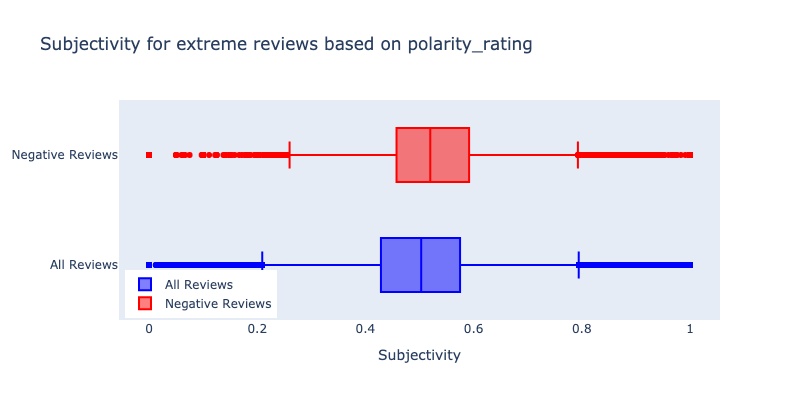 Subjectivity for extreme reviews based on polarity_rating
Negative Reviews
All Reviews
All Reviews
Negative Reviews
0 0.2 0.4 0.6 0.8 1
Subjectivity